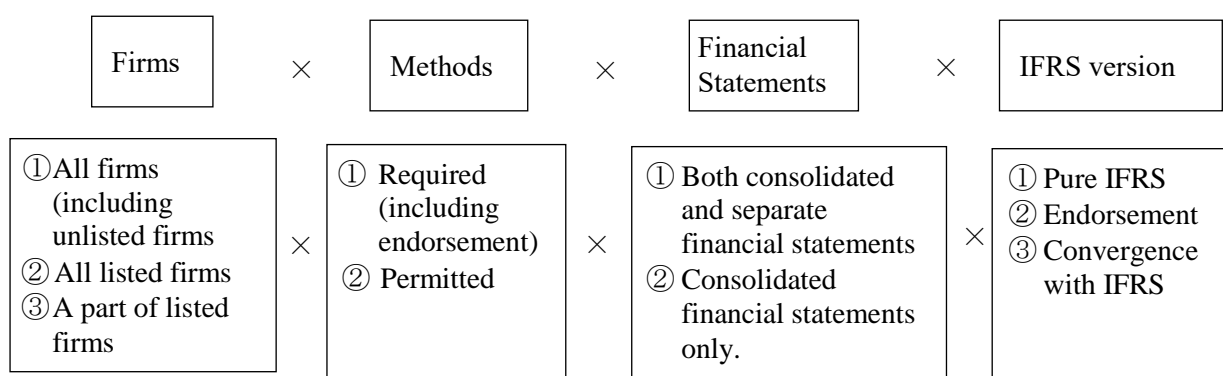 Firms
×
Methods
×
Financial
Statements
×
IFRS version
①All firms
(including
unlisted firms
②All listed firms
③A part of listed
firms
×
① Required
(including
endorsement)
② Permitted
×
① Both consolidated
and separate
financial statements
② Consolidated
financial statements
only.
×
① Pure IFRS
② Endorsement
③ Convergence
with IFRS